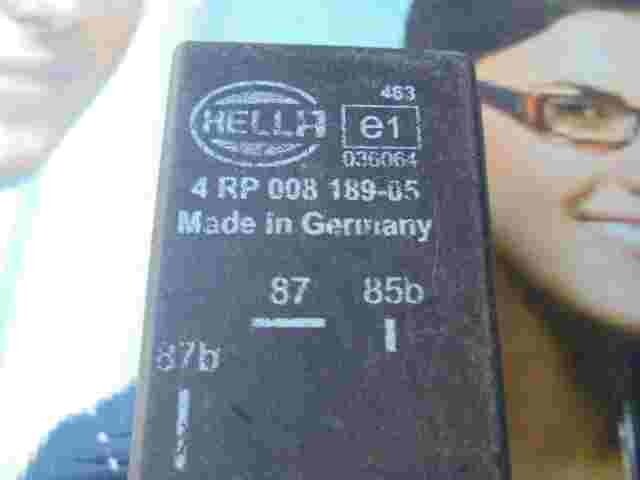 463
HELLA
e1
036064
4 RP 008 189-05
Made in Germany
87 85b
87b